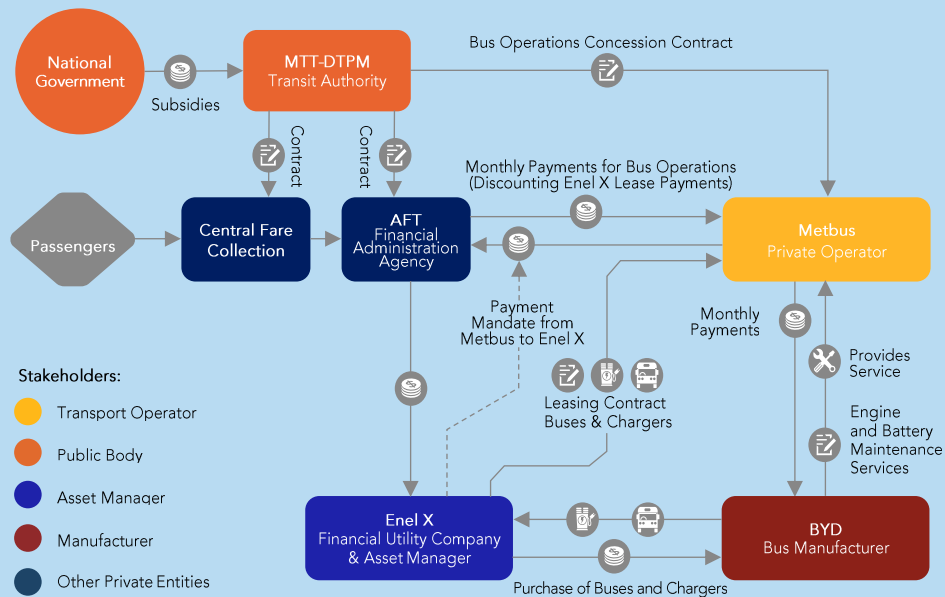 National
Government
Subsidies
MTT-DTPM
Transit Authority
Bus Operations Concession Contract
Contract
Contract
Passengers
Central Fare
Collection
AFT
Financial
Administration
Agency
Monthly Payments for Bus Operations
(Discounting Enel X Lease Payments)
Metbus
Private Operator
Payment
Mandate from
Metbus to Enel X
Monthly
Payments
Provides
Service
Leasing Contract
Buses & Chargers
Engine
and Battery
Maintenance
Services
Stakeholders:
Transport Operator
Public Body
Asset Manager
Manufacturer
Other Private Entities
Enel X
Financial Utility Company
& Asset Manager
BYD
Bus Manufacturer
Purchase of Buses and Chargers